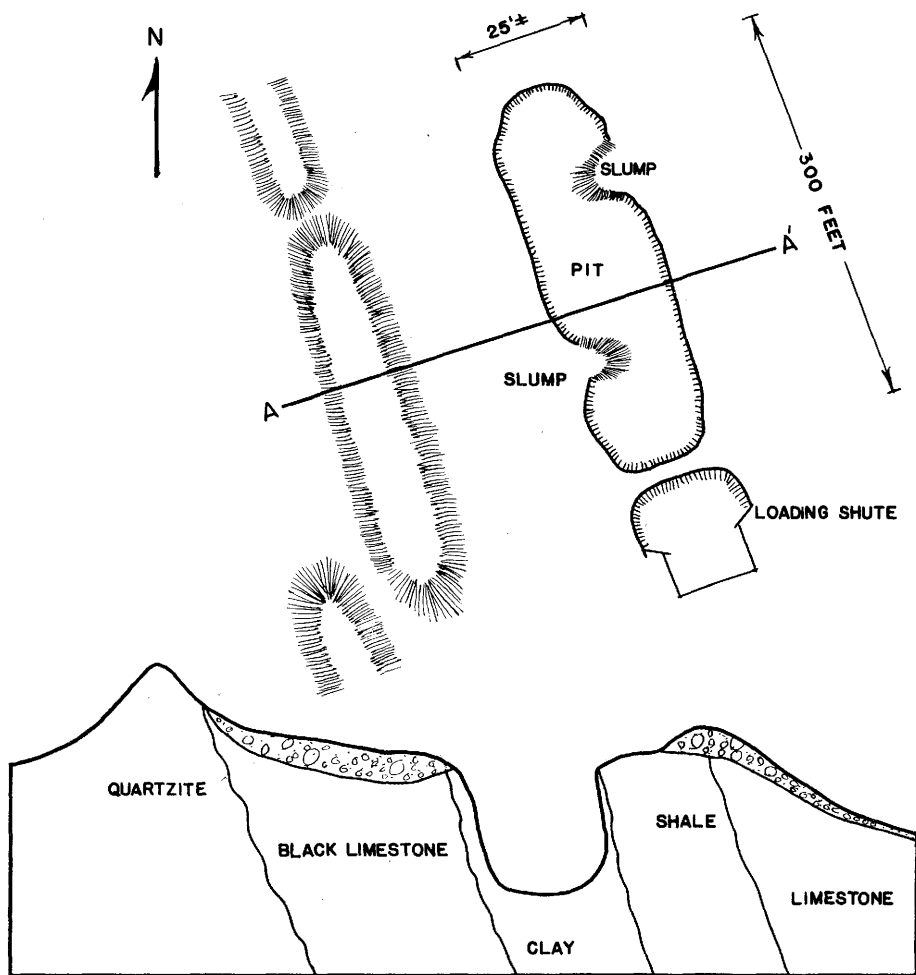 N
25'±
SLUMP
300 FEET
A'
PIT
SLUMP
A
LOADING SHUTE
QUARTZITE
BLACK LIMESTONE
SHALE
LIMESTONE
CLAY